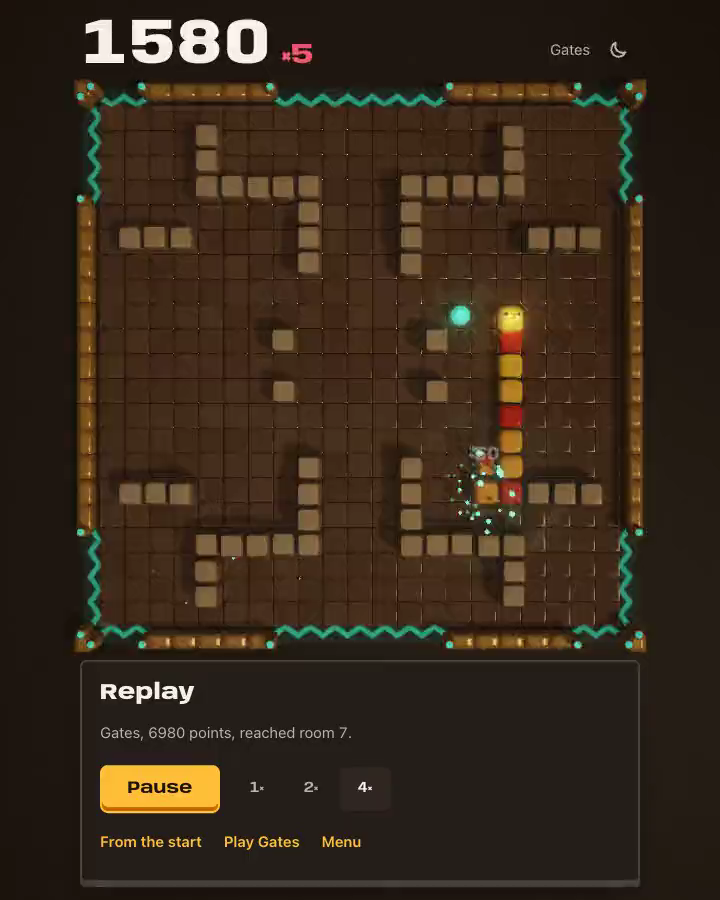 1580 ×5
Gates
50
Replay
Gates, 6980 points, reached room 7.
Pause 1× 2× 4×
From the start Play Gates Menu